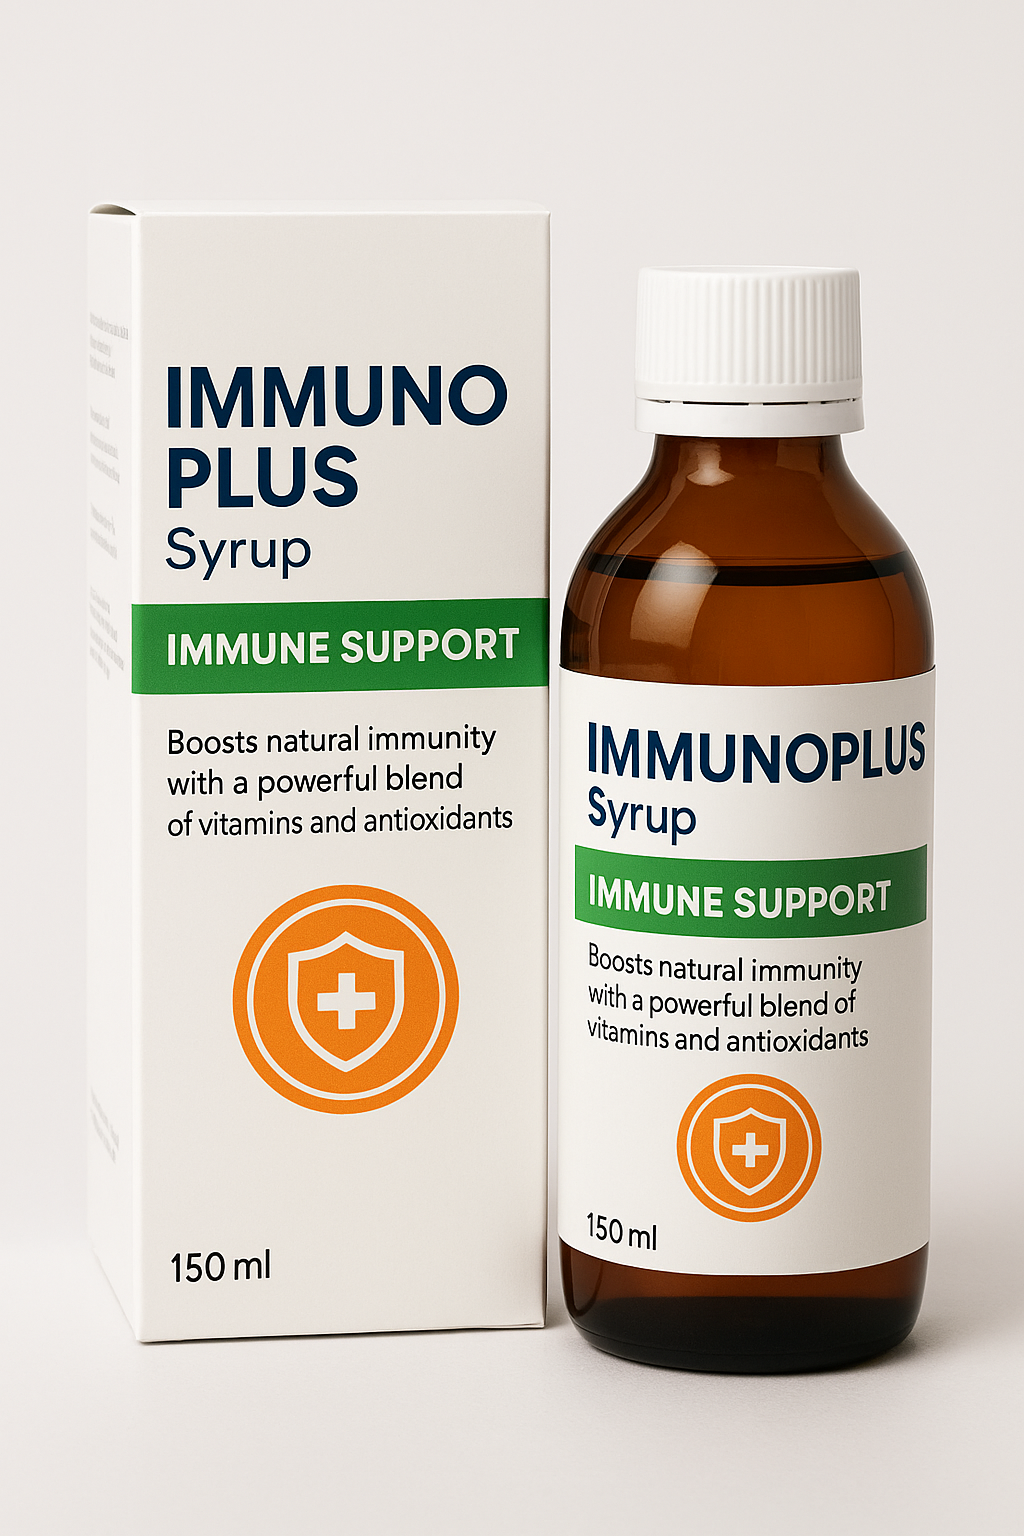 IMMUNO
PLUS
Syrup
IMMUNE SUPPORT
Boosts natural immunity
with a powerful blend
of vitamins and antioxidants
150 ml
IMMUNOPLUS
Syrup
IMMUNE SUPPORT
Boosts natural immunity
with a powerful blend of
vitamins and antioxidants
150 ml